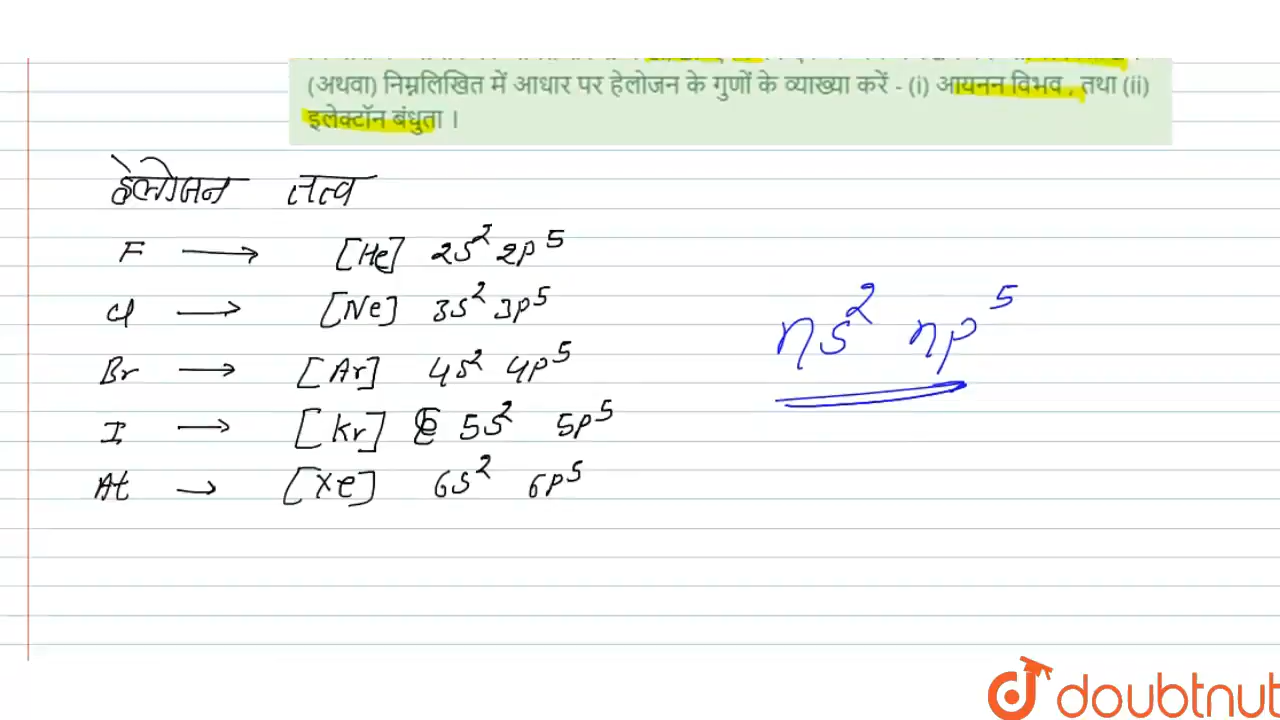 (अथवा) निम्नलिखित में आधार पर हेलोजन के गुणों के व्याख्या करें - (i) आयनन विभव , तथा (ii)
इलेक्टॉन बंधुता ।
हेलोजन तत्व
F → [He] 2s² 2p⁵
Cl → [Ne] 3s² 3p⁵
ns² np⁵
Br → [Ar] 4s² 4p⁵
I → [Kr] 5s² 5p⁵
At → [Xe] 6s² 6p⁵
doubtnut